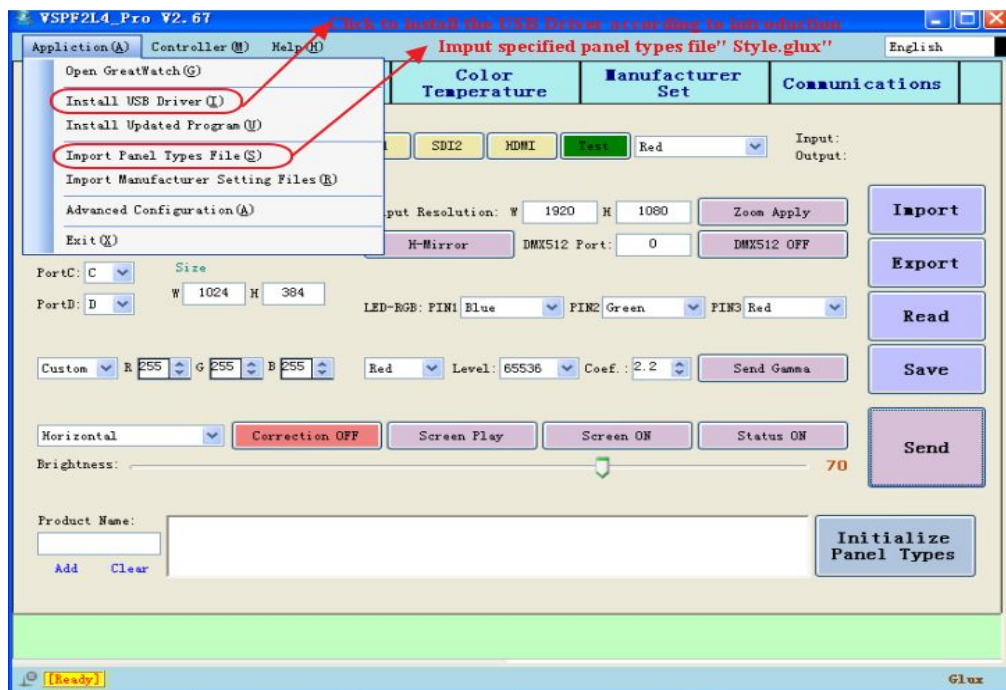 VSPF2L4_Pro V2.67
Click to install the USB Driver according to introduction
Appliction(A) Controller(M) Help(H)
Imput specified panel types file" Style.glux"
English
Open GreatWatch(G)
Install USB Driver(I)
Install Updated Program(U)
Import Panel Types File(S)
Import Manufacturer Setting Files(R)
Advanced Configuration(A)
Exit(X)
Color Temperature
Manufacturer Set
Communications
SDI2 HDMI Test Red
Input:
Output:
put Resolution: W 1920 H 1080 Zoom Apply
Import
H-Mirror DMX512 Port: 0 DMX512 OFF
Export
PortC: C Size
PortD: D W 1024 H 384
LED-RGB: PIN1 Blue PIN2 Green PIN3 Red
Read
Custom R 255 G 255 B 255 Red Level: 65536 Coef.: 2.2 Send Gamma
Save
Horizontal Correction OFF Screen Play Screen ON Status ON
Send
Brightness: 70
Product Name:
Add Clear
Initialize
Panel Types
[Ready]
Glux